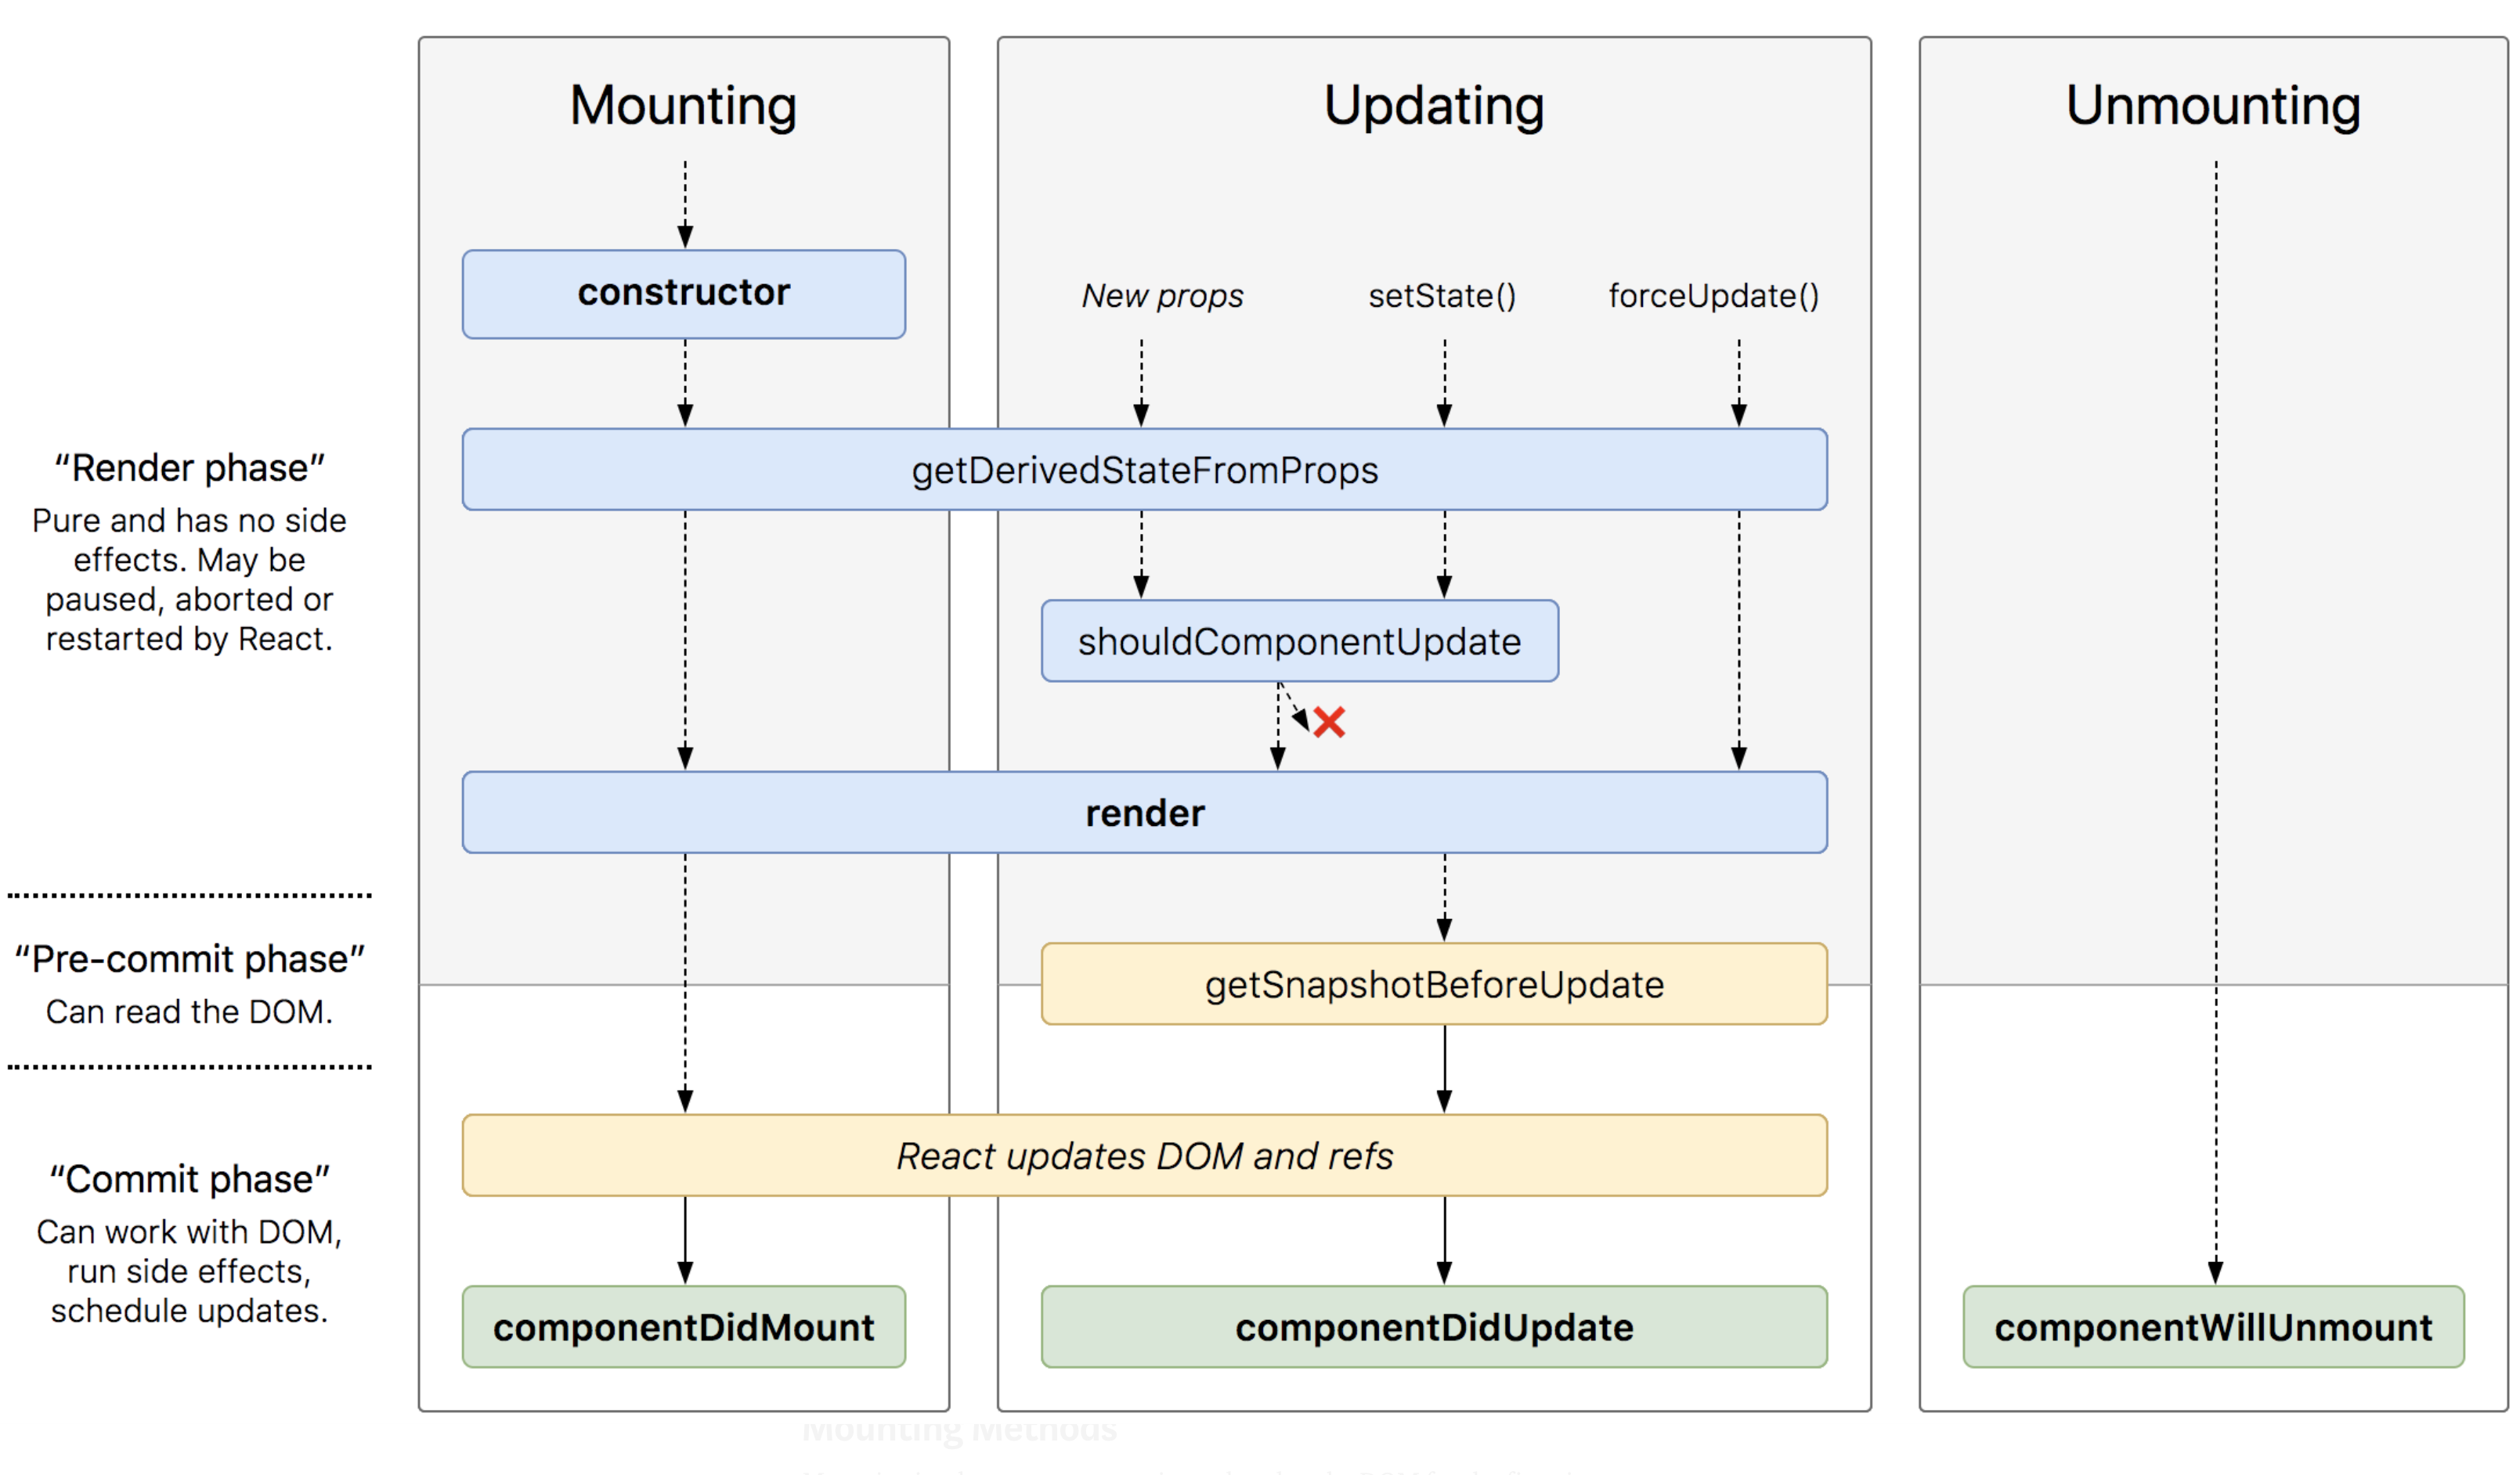 Mounting
Updating
Unmounting
constructor
New props
setState()
forceUpdate()
getDerivedStateFromProps
“Render phase”
Pure and has no side
effects. May be
paused, aborted or
restarted by React.
shouldComponentUpdate
render
“Pre-commit phase”
Can read the DOM.
getSnapshotBeforeUpdate
React updates DOM and refs
“Commit phase”
Can work with DOM,
run side effects,
schedule updates.
componentDidMount
componentDidUpdate
componentWillUnmount
Mounting Methods